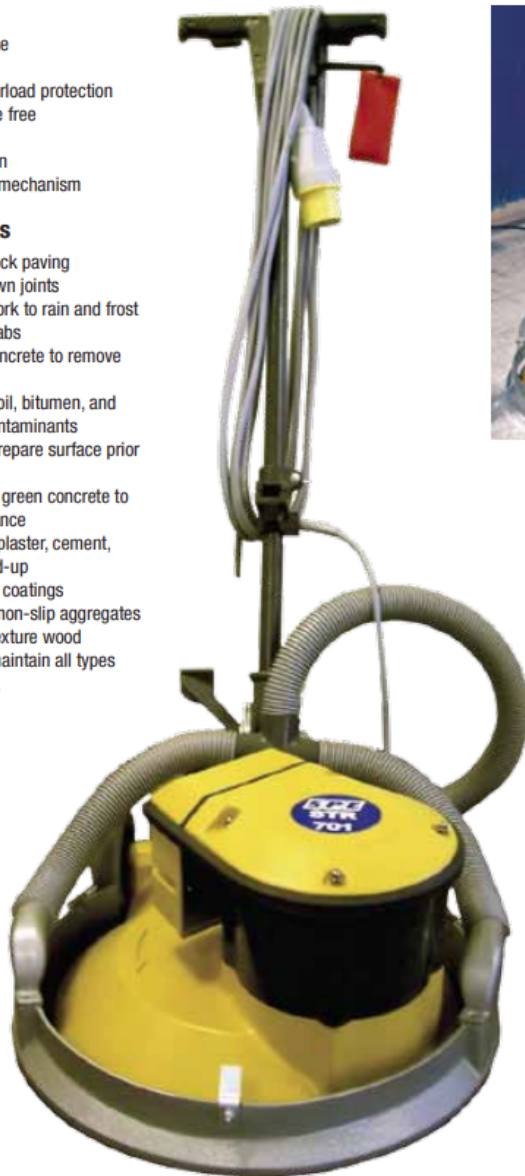 e
rload protection
e free
n
mechanism
s
ck paving
wn joints
ork to rain and frost
abs
ncrete to remove
oil, bitumen, and
ntaminants
repare surface prior
green concrete to
nce
plaster, cement,
d-up
coatings
non-slip aggregates
exture wood
naintain all types
SPE
STR
701